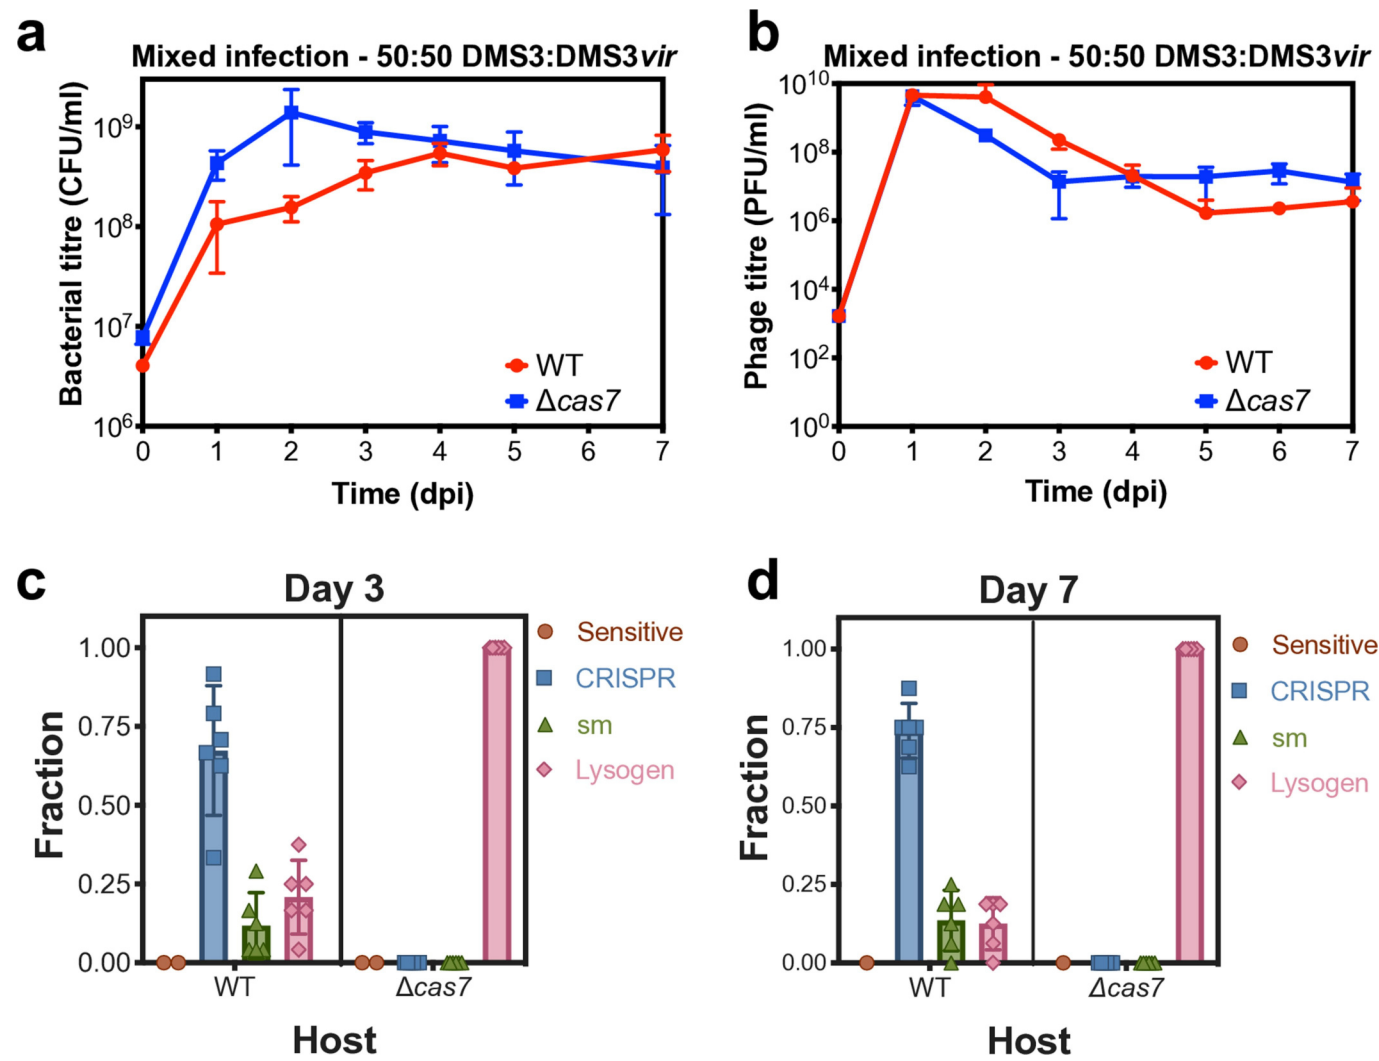 a
Mixed infection - 50:50 DMS3:DMS3vir
Bacterial titre (CFU/ml)
10⁹
10⁸
10⁷
10⁶
WT
Δcas7
0 1 2 3 4 5 6 7
Time (dpi)
b
Mixed infection - 50:50 DMS3:DMS3vir
Phage titre (PFU/ml)
10¹⁰
10⁸
10⁶
10⁴
10²
10⁰
WT
Δcas7
0 1 2 3 4 5 6 7
Time (dpi)
c
Day 3
Fraction
1.00
0.75
0.50
0.25
0.00
WT Δcas7
Host
Sensitive
CRISPR
sm
Lysogen
d
Day 7
Fraction
1.00
0.75
0.50
0.25
0.00
WT Δcas7
Host
Sensitive
CRISPR
sm
Lysogen